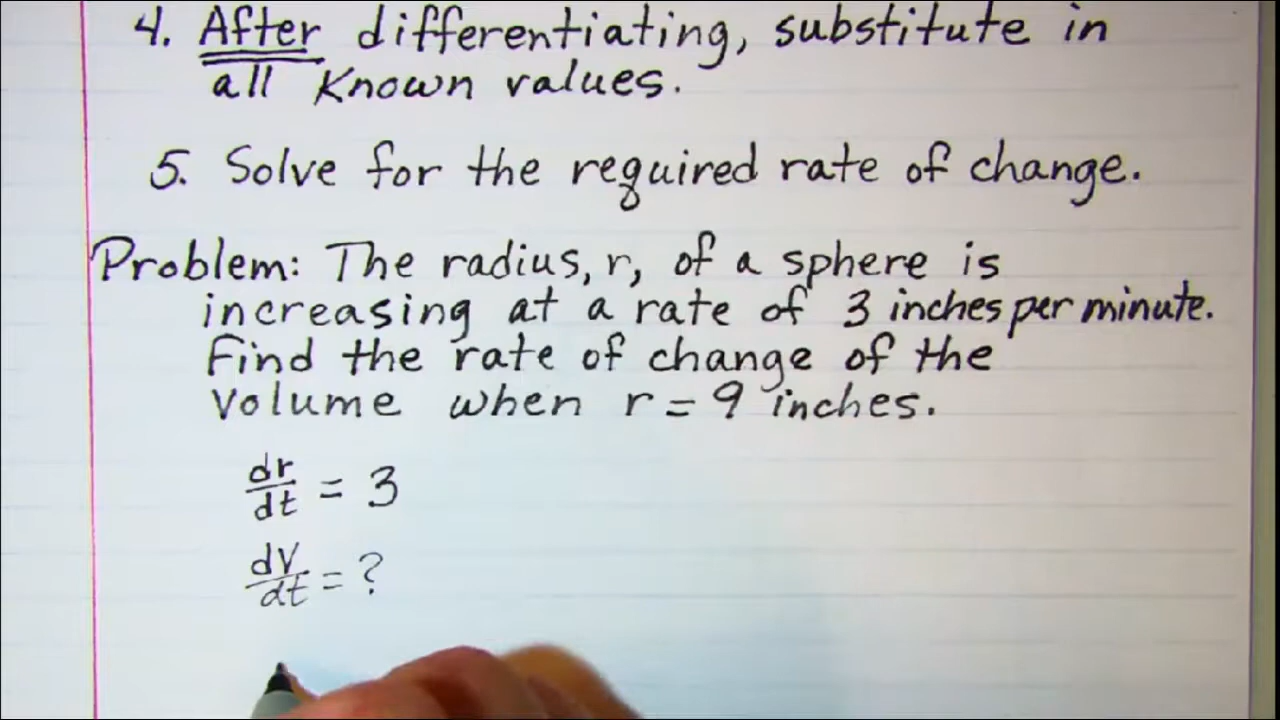 4. After differentiating, substitute in
all Known values.
5. Solve for the required rate of change.
Problem: The radius, r, of a sphere is
increasing at a rate of 3 inches per minute.
Find the rate of change of the
Volume when r = 9 inches.
dr/dt = 3
dV/dt = ?